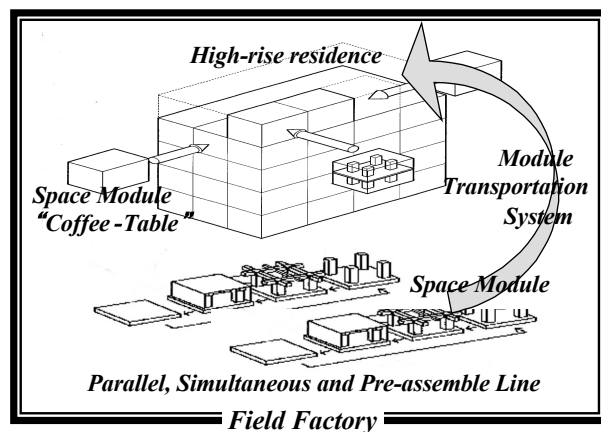 High-rise residence
Space Module
“Coffee -Table”
Module
Transportation
System
Space Module
Parallel, Simultaneous and Pre-assemble Line
Field Factory